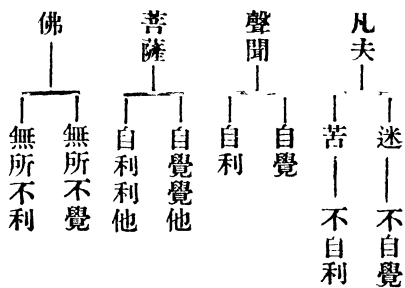 凡夫
迷
不自覺
苦
不自利
聲聞
自覺
自利
菩薩
自覺覺他
自利利他
佛
無所不覺
無所不利